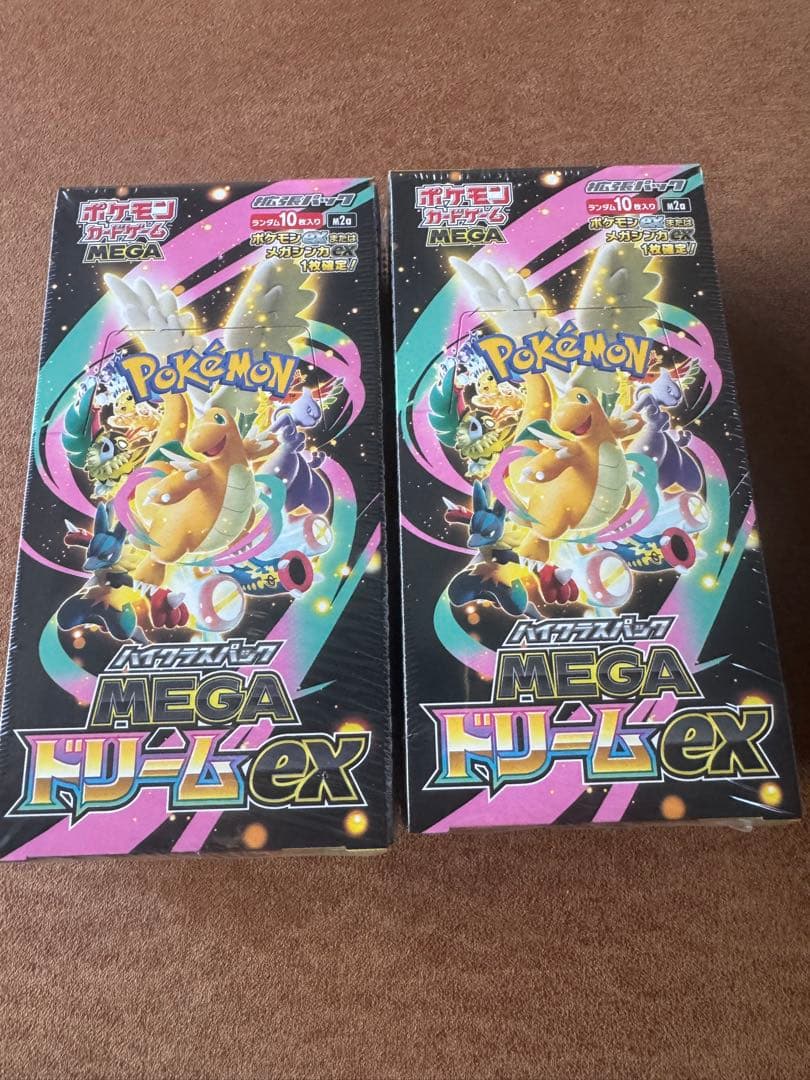 ポケモン
カードゲーム
MEGA
拡張パック
ランダム10枚入り M2a
ポケモンexまたは
メガシンカex
1枚確定!
POKéMON
ハイクラスパック
MEGA
ドリームex
ポケモン
カードゲーム
MEGA
拡張パック
ランダム10枚入り M2a
ポケモンexまたは
メガシンカex
1枚確定!
POKéMON
ハイクラスパック
MEGA
ドリームex